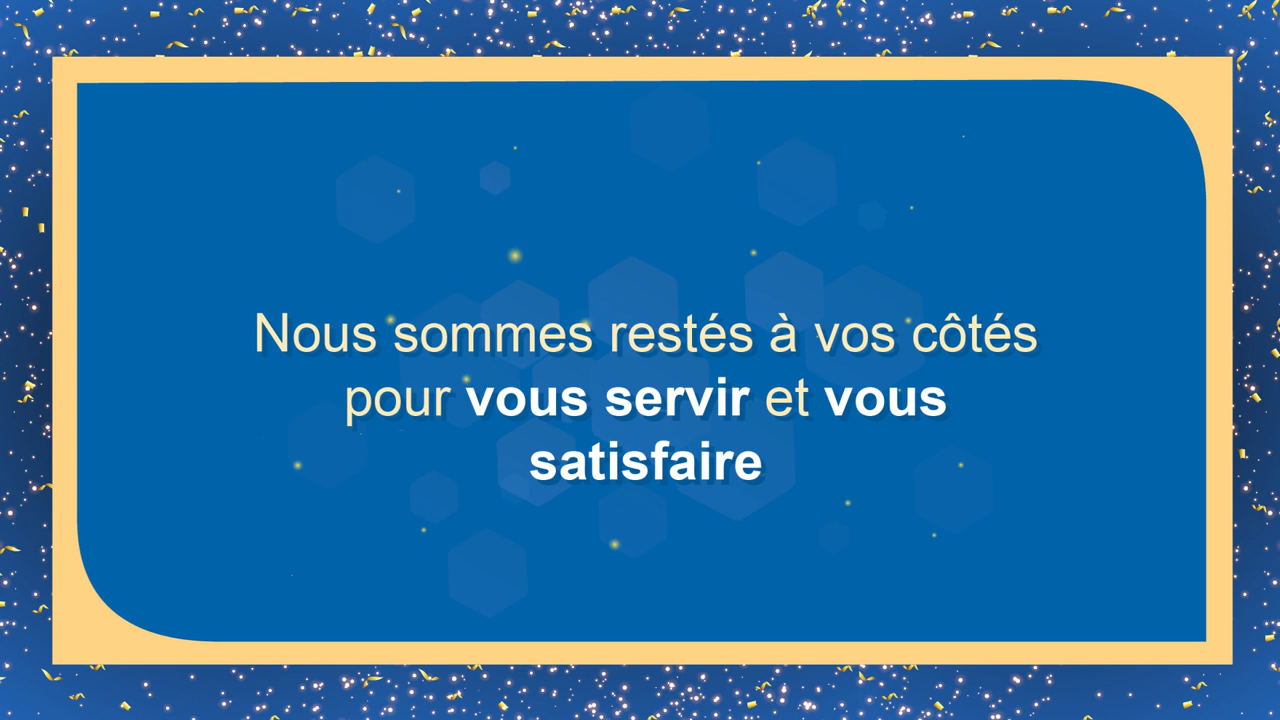 Nous sommes restés à vos côtés
pour vous servir et vous
satisfaire